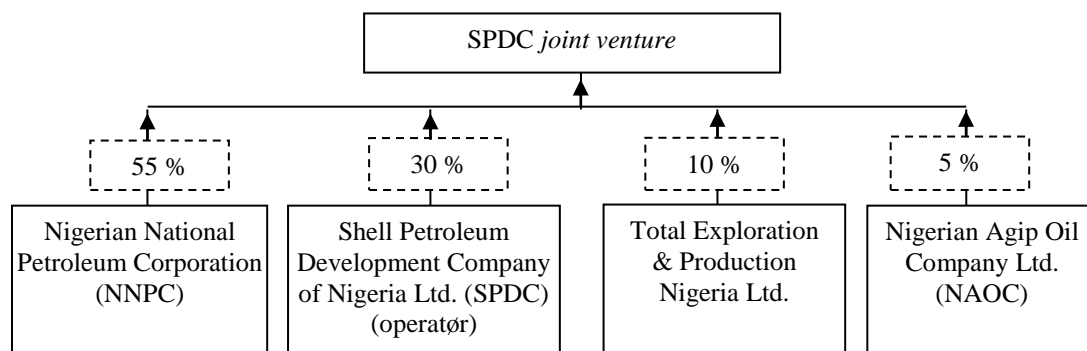 SPDC joint venture
55 %
30 %
10 %
5 %
Nigerian National
Petroleum Corporation
(NNPC)
Shell Petroleum
Development Company
of Nigeria Ltd. (SPDC)
(operatør)
Total Exploration
& Production
Nigeria Ltd.
Nigerian Agip Oil
Company Ltd.
(NAOC)